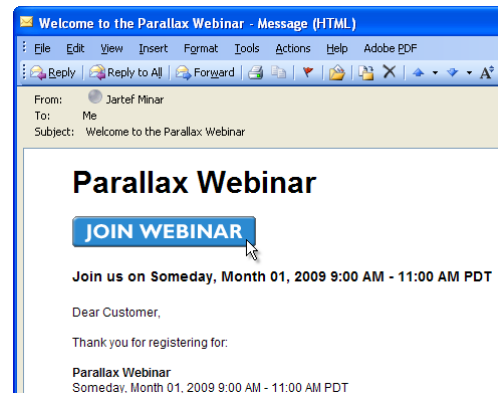 Welcome to the Parallax Webinar - Message (HTML)
File Edit View Insert Format Tools Actions Help Adobe PDF
Reply Reply to All Forward
From: Jartef Minar
To: Me
Subject: Welcome to the Parallax Webinar
Parallax Webinar
JOIN WEBINAR
Join us on Someday, Month 01, 2009 9:00 AM - 11:00 AM PDT
Dear Customer,
Thank you for registering for:
Parallax Webinar
Someday, Month 01, 2009 9:00 AM - 11:00 AM PDT